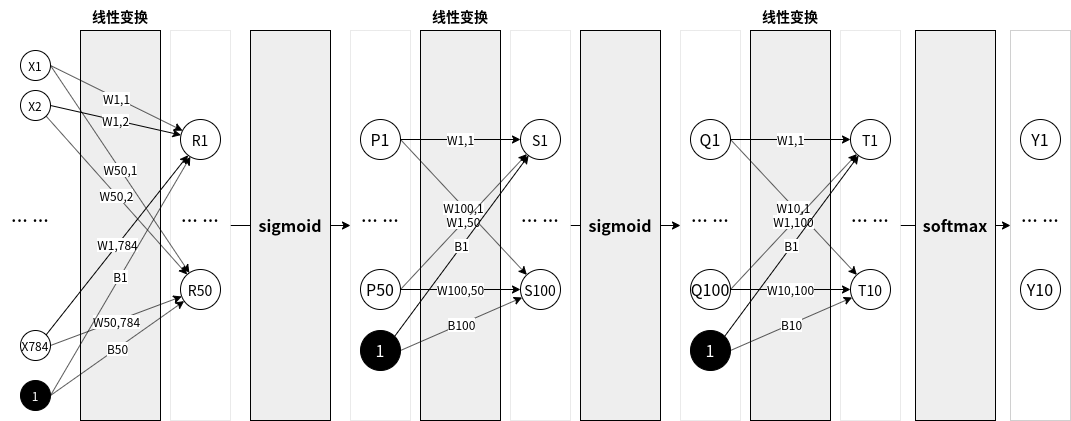 线性变换
线性变换
线性变换
X1
X2
... ...
X784
1
W1,1
W1,2
W50,1
W50,2
W1,784
B1
W50,784
B50
R1
... ...
R50
sigmoid
P1
... ...
P50
1
W1,1
W100,1
W1,50
B1
W100,50
B100
S1
... ...
S100
sigmoid
Q1
... ...
Q100
1
W1,1
W10,1
W1,100
B1
W10,100
B10
T1
... ...
T10
softmax
Y1
... ...
Y10